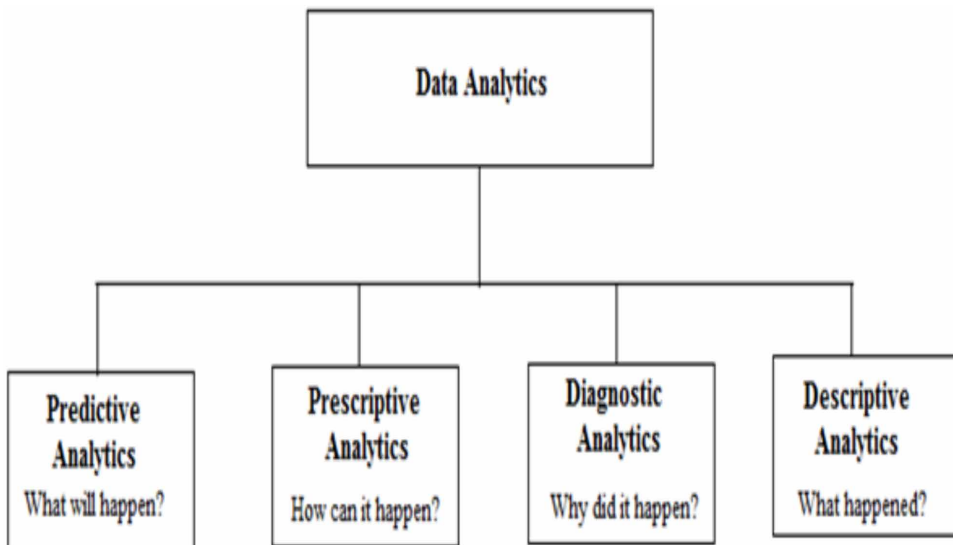 Data Analytics
Predictive
Analytics
What will happen?
Prescriptive
Analytics
How can it happen?
Diagnostic
Analytics
Why did it happen?
Descriptive
Analytics
What happened?